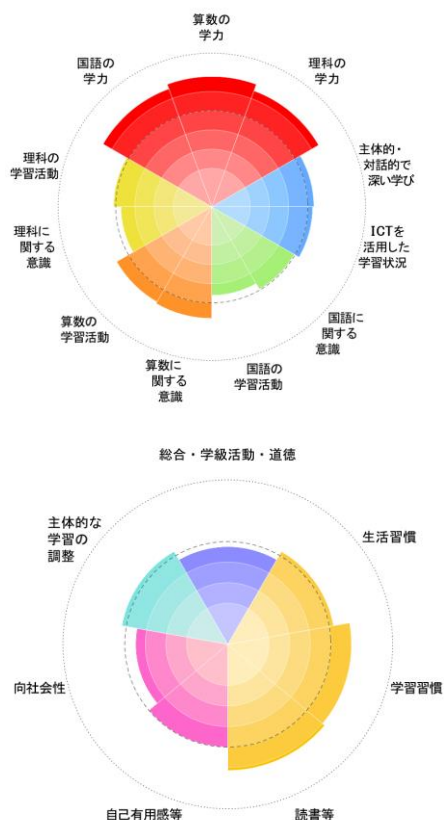 算数の
学力
国語の
学力
理科の
学力
理科の
学習活動
主体的・
対話的で
深い学び
理科に
関する
意識
ICTを
活用した
学習状況
算数の
学習活動
国語に
関する
意識
算数に
関する
意識
国語の
学習活動
総合・学級活動・道徳
主体的な
学習の
調整
生活習慣
向社会性
学習習慣
自己有用感等
読書等